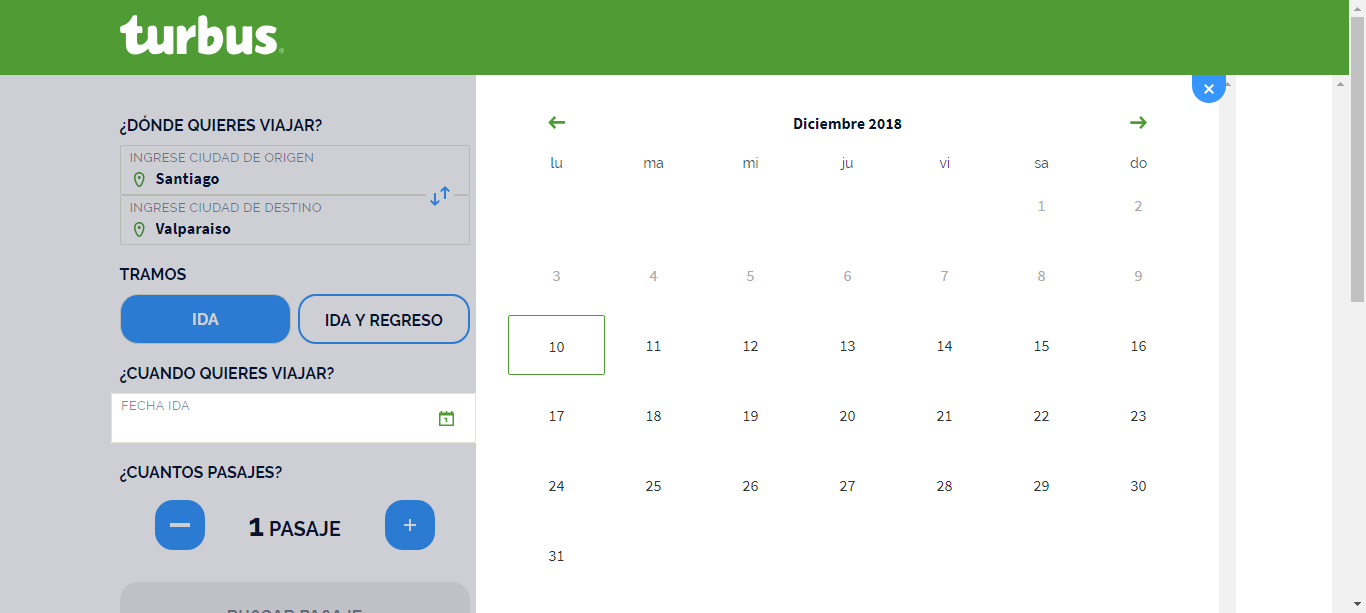 turbus
¿DÓNDE QUIERES VIAJAR?
INGRESE CIUDAD DE ORIGEN
Santiago
INGRESE CIUDAD DE DESTINO
Valparaiso
TRAMOS
IDA
IDA Y REGRESO
¿CUANDO QUIERES VIAJAR?
FECHA IDA
¿CUANTOS PASAJES?
1 PASAJE
BUSCAR PASAJE
Diciembre 2018
lu ma mi ju vi sa do
1 2
3 4 5 6 7 8 9
10 11 12 13 14 15 16
17 18 19 20 21 22 23
24 25 26 27 28 29 30
31